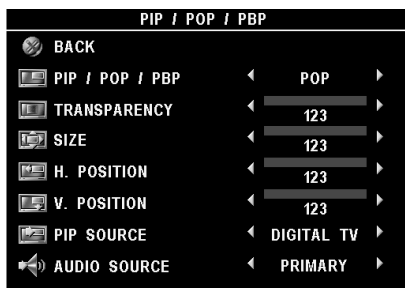 PIP / POP / PBP
BACK
PIP / POP / PBP POP
TRANSPARENCY 123
SIZE 123
H. POSITION 123
V. POSITION 123
PIP SOURCE DIGITAL TV
AUDIO SOURCE PRIMARY